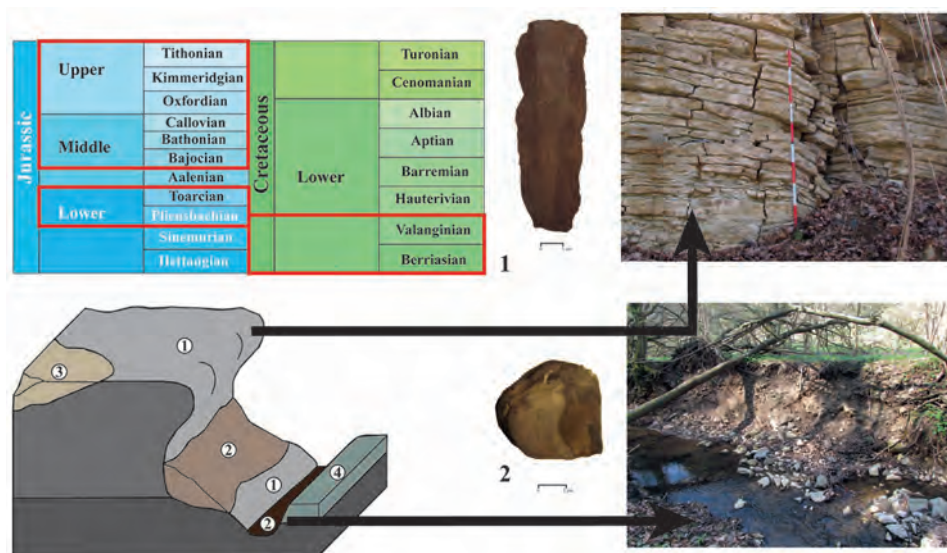 Jurassic
Upper
Middle
Lower
Tithonian
Kimmeridgian
Oxfordian
Callovian
Bathonian
Bajocian
Aalenian
Toarcian
Pliensbachian
Sinemurian
Hettangian
Cretaceous
Lower
Turonian
Cenomanian
Albian
Aptian
Barremian
Hauterivian
Valanginian
Berriasian
1
1
3
2
1
4
2
2